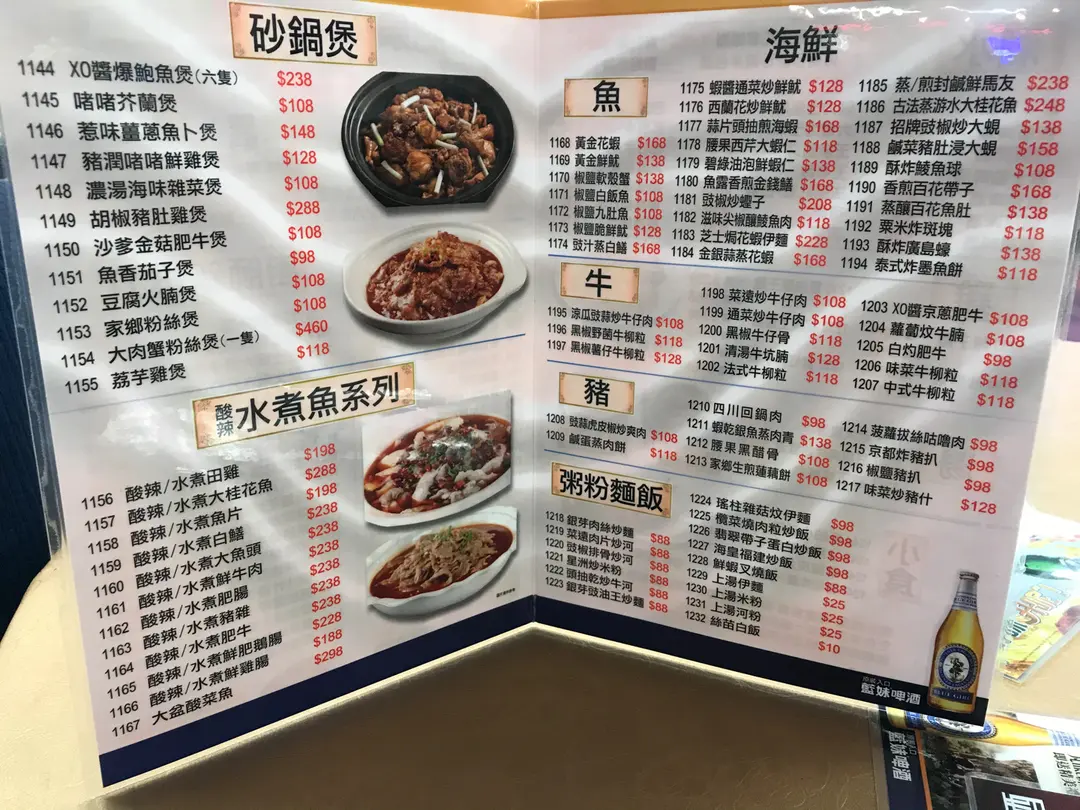 砂鍋煲
1144 XO醬爆鮑魚煲(六隻) $238
1145 啫啫芥蘭煲 $108
1146 惹味薑蔥魚卜煲 $148
1147 豬潤啫啫鮮雞煲 $128
1148 濃湯海味雜菜煲 $108
1149 胡椒豬肚雞煲 $288
1150 沙爹金菇肥牛煲 $108
1151 魚香茄子煲 $98
1152 豆腐火腩煲 $108
1153 家鄉粉絲煲 $108
1154 大肉蟹粉絲煲(一隻) $460
1155 荔芋雞煲 $118
酸辣水煮魚系列
1156 酸辣/水煮田雞 $198
1157 酸辣/水煮大桂花魚 $288
1158 酸辣/水煮魚片 $198
1159 酸辣/水煮白鱔 $238
1160 酸辣/水煮大魚頭 $238
1161 酸辣/水煮鮮牛肉 $238
1162 酸辣/水煮肥腸 $238
1163 酸辣/水煮豬雜 $238
1164 酸辣/水煮肥牛 $238
1165 酸辣/水煮鮮肥鵝腸 $228
1166 酸辣/水煮鮮雞腸 $188
1167 大盆酸菜魚 $298
海鮮
魚
1168 黃金花蝦 $168
1169 黃金鮮魷 $138
1170 椒鹽軟殼蟹 $138
1171 椒鹽白飯魚 $108
1172 椒鹽九肚魚 $108
1173 椒鹽脆鮮魷 $128
1174 豉汁蒸白鱔 $168
1175 蝦醬通菜炒鮮魷 $128
1176 西蘭花炒鮮魷 $128
1177 蒜片頭抽煎海蝦 $168
1178 腰果西芹大蝦仁 $118
1179 碧綠油泡鮮蝦仁 $138
1180 魚露香煎金錢鱔 $168
1181 豉椒炒蟶子 $208
1182 滋味尖椒釀鯪魚肉 $118
1183 芝士焗花蝦伊麵 $228
1184 金銀蒜蒸花蝦 $168
1185 蒸/煎封鹹鮮馬友 $238
1186 古法蒸游水大桂花魚 $248
1187 招牌豉椒炒大蜆 $138
1188 鹹菜豬肚浸大蜆 $158
1189 酥炸鯪魚球 $108
1190 香煎百花帶子 $168
1191 蒸釀百花魚肚 $138
1192 粟米炸斑塊 $118
1193 酥炸廣島蠔 $138
1194 泰式炸墨魚餅 $118
牛
1195 涼瓜豉蒜炒牛仔肉 $108
1196 黑椒野菌牛柳粒 $118
1197 黑椒薯仔牛柳粒 $128
1198 菜遠炒牛仔肉 $108
1199 通菜炒牛仔肉 $108
1200 黑椒牛仔骨 $118
1201 清湯牛坑腩 $128
1202 法式牛柳粒 $118
1203 XO醬京蔥肥牛 $108
1204 蘿蔔炆牛腩 $108
1205 白灼肥牛 $98
1206 味菜牛柳粒 $118
1207 中式牛柳粒 $118
豬
1208 豉蒜虎皮椒炒爽肉 $108
1209 鹹蛋蒸肉餅 $118
1210 四川回鍋肉 $98
1211 蝦乾銀魚蒸肉青 $138
1212 腰果黑醋骨 $108
1213 家鄉生煎蓮藕餅 $108
1214 菠蘿拔絲咕嚕肉 $98
1215 京都炸豬扒 $98
1216 椒鹽豬扒 $98
1217 味菜炒豬什 $128
粥粉麵飯
1218 銀芽肉絲炒麵 $88
1219 菜遠肉片炒河 $88
1220 豉椒排骨炒河 $88
1221 星洲炒米粉 $88
1222 頭抽乾炒牛河 $88
1223 銀芽豉油王炒麵 $88
1224 瑤柱雜菇炆伊麵 $98
1225 欖菜燒肉粒炒飯 $98
1226 翡翠帶子蛋白炒飯 $98
1227 海皇福建炒飯 $98
1228 鮮蝦叉燒飯 $88
1229 上湯伊麵 $25
1230 上湯米粉 $25
1231 上湯河粉 $25
1232 絲苗白飯 $10
藍妹啤酒
BLUE GIRL
藍妹啤酒